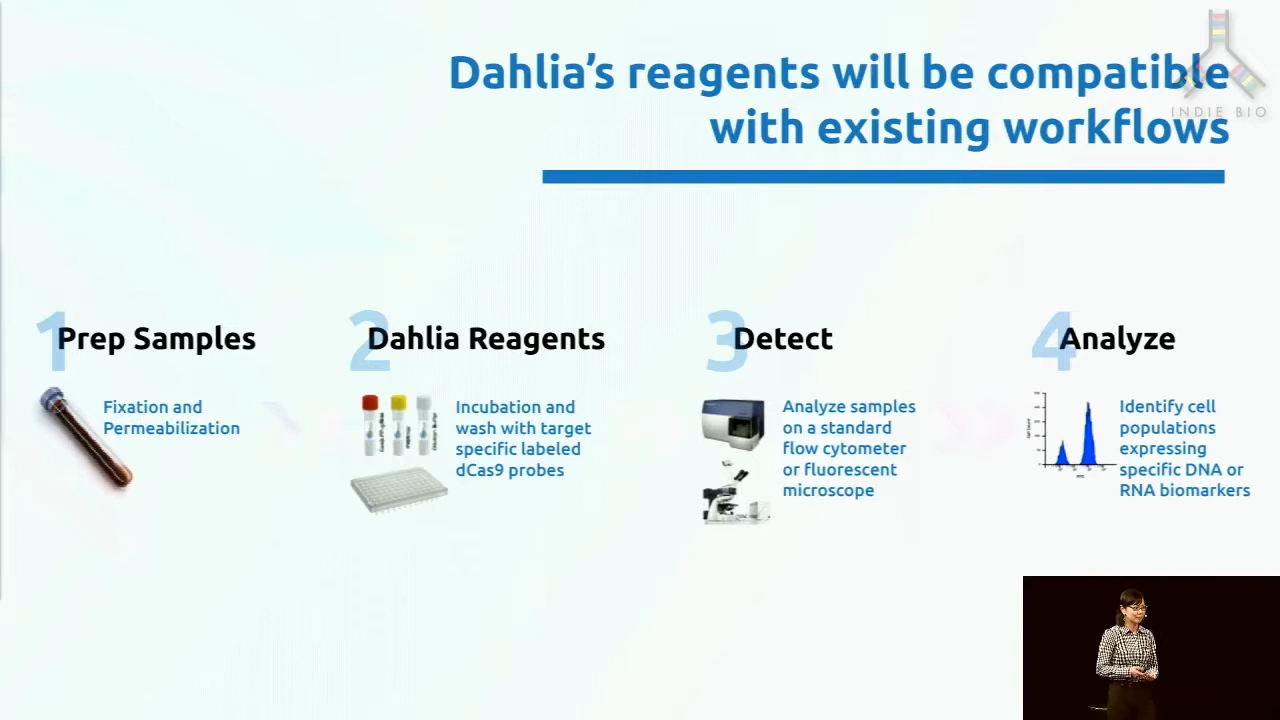 Dahlia's reagents will be compatible
with existing workflows
INDIE BIO
1 Prep Samples
Fixation and
Permeabilization
2 Dahlia Reagents
Incubation and
wash with target
specific labeled
dCas9 probes
3 Detect
Analyze samples
on a standard
flow cytometer
or fluorescent
microscope
4 Analyze
Identify cell
populations
expressing
specific DNA or
RNA biomarkers